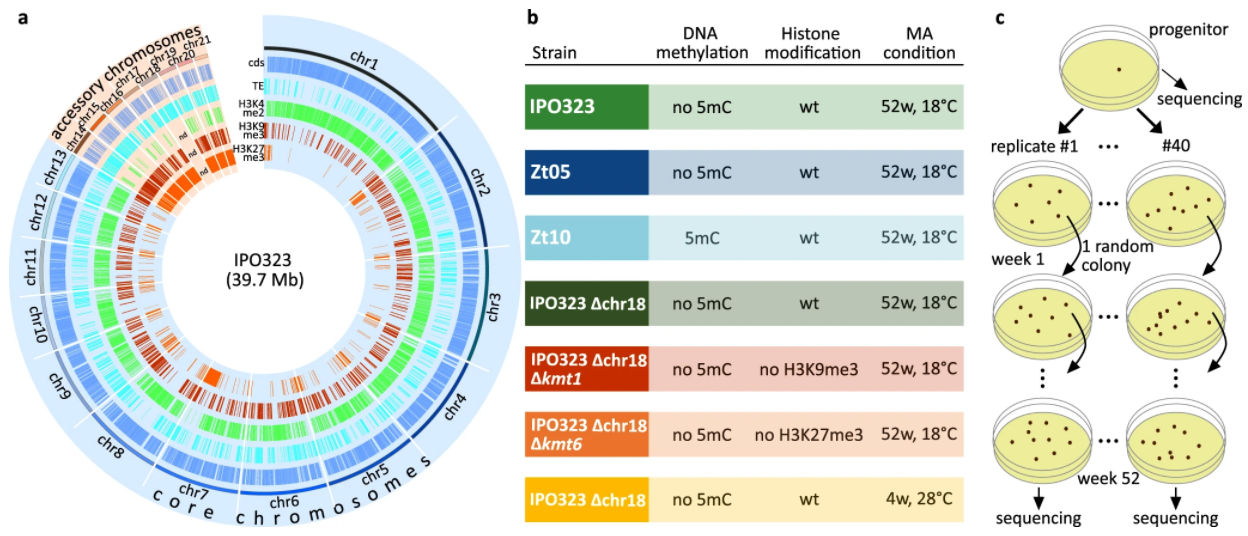 a
accessory chromosomes
chr14
chr15
chr16
chr17
chr18
chr19
chr20
chr21
cds
TE
H3K4
me2
H3K9
me3
H3K27
me3
nd
nd
nd
chr1
chr2
chr3
chr4
chr5
chr6
chr7
chr8
chr9
chr10
chr11
chr12
chr13
core chromosomes
IPO323
(39.7 Mb)
b
Strain DNA methylation Histone modification MA condition
IPO323 no 5mC wt 52w, 18°C
Zt05 no 5mC wt 52w, 18°C
Zt10 5mC wt 52w, 18°C
IPO323 Δchr18 no 5mC wt 52w, 18°C
IPO323 Δchr18
Δkmt1 no 5mC no H3K9me3 52w, 18°C
IPO323 Δchr18
Δkmt6 no 5mC no H3K27me3 52w, 18°C
IPO323 Δchr18 no 5mC wt 4w, 28°C
c
progenitor
sequencing
replicate #1 ... #40
...
week 1
1 random
colony
...
...
...
...
week 52
sequencing
sequencing